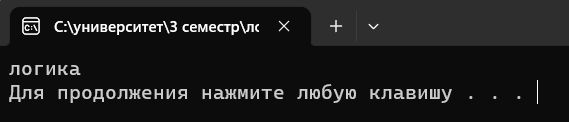 C:\университет\3 семестр\ло
логика
Для продолжения нажмите любую клавишу . . .